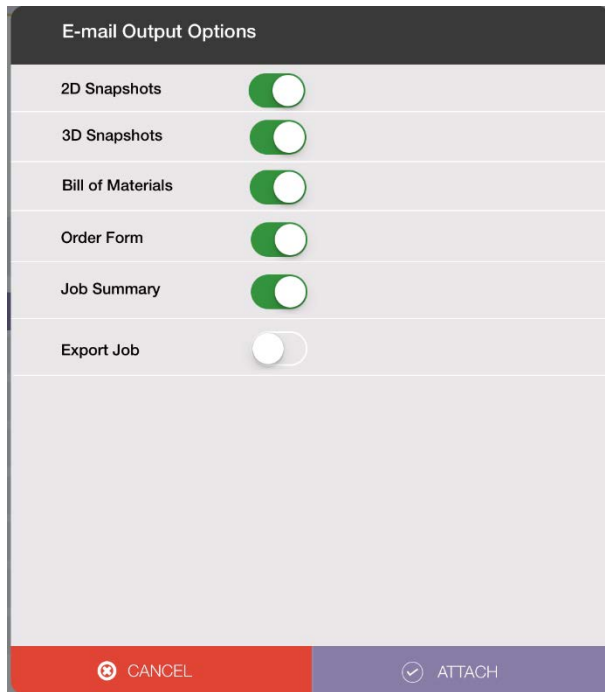 E-mail Output Options
2D Snapshots
3D Snapshots
Bill of Materials
Order Form
Job Summary
Export Job
CANCEL
ATTACH